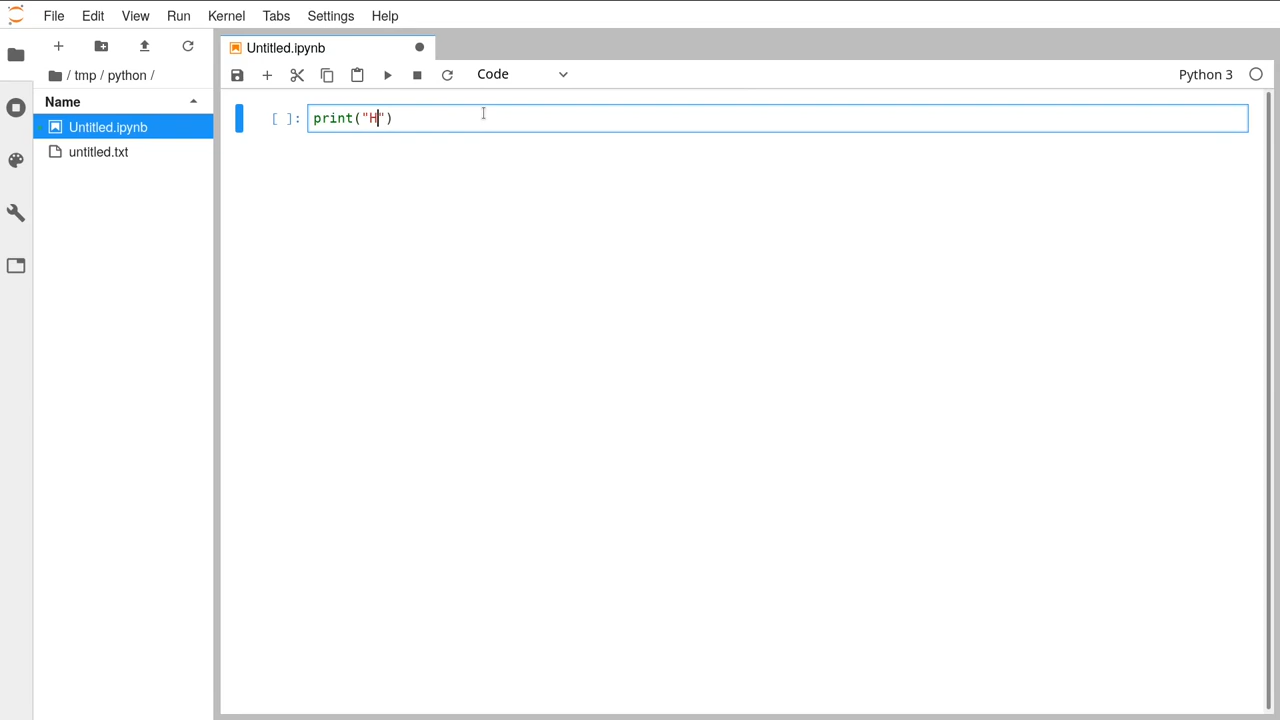 File Edit View Run Kernel Tabs Settings Help
Untitled.ipynb
Code
Python 3
/ tmp / python /
Name
Untitled.ipynb
untitled.txt
[ ]: print("H")